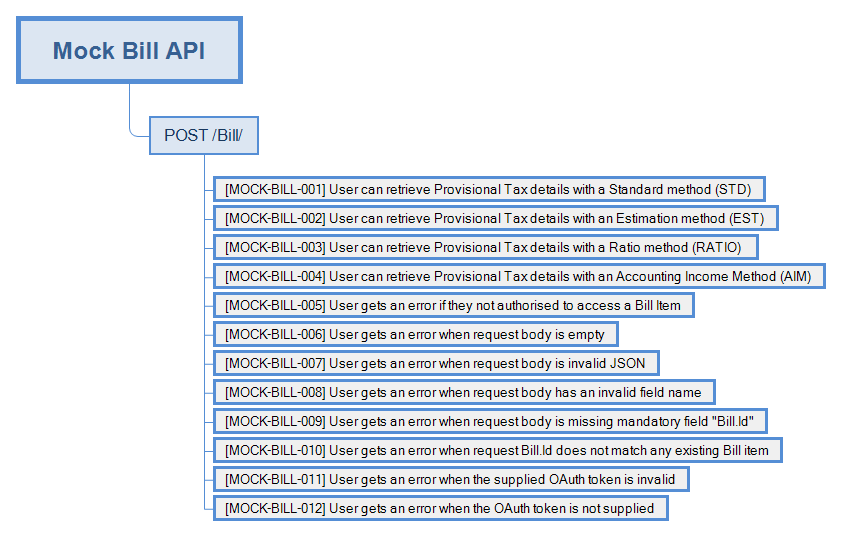 Mock Bill API
POST /Bill/
[MOCK-BILL-001] User can retrieve Provisional Tax details with a Standard method (STD)
[MOCK-BILL-002] User can retrieve Provisional Tax details with an Estimation method (EST)
[MOCK-BILL-003] User can retrieve Provisional Tax details with a Ratio method (RATIO)
[MOCK-BILL-004] User can retrieve Provisional Tax details with an Accounting Income Method (AIM)
[MOCK-BILL-005] User gets an error if they not authorised to access a Bill Item
[MOCK-BILL-006] User gets an error when request body is empty
[MOCK-BILL-007] User gets an error when request body is invalid JSON
[MOCK-BILL-008] User gets an error when request body has an invalid field name
[MOCK-BILL-009] User gets an error when request body is missing mandatory field "Bill.Id"
[MOCK-BILL-010] User gets an error when request Bill.Id does not match any existing Bill item
[MOCK-BILL-011] User gets an error when the supplied OAuth token is invalid
[MOCK-BILL-012] User gets an error when the OAuth token is not supplied